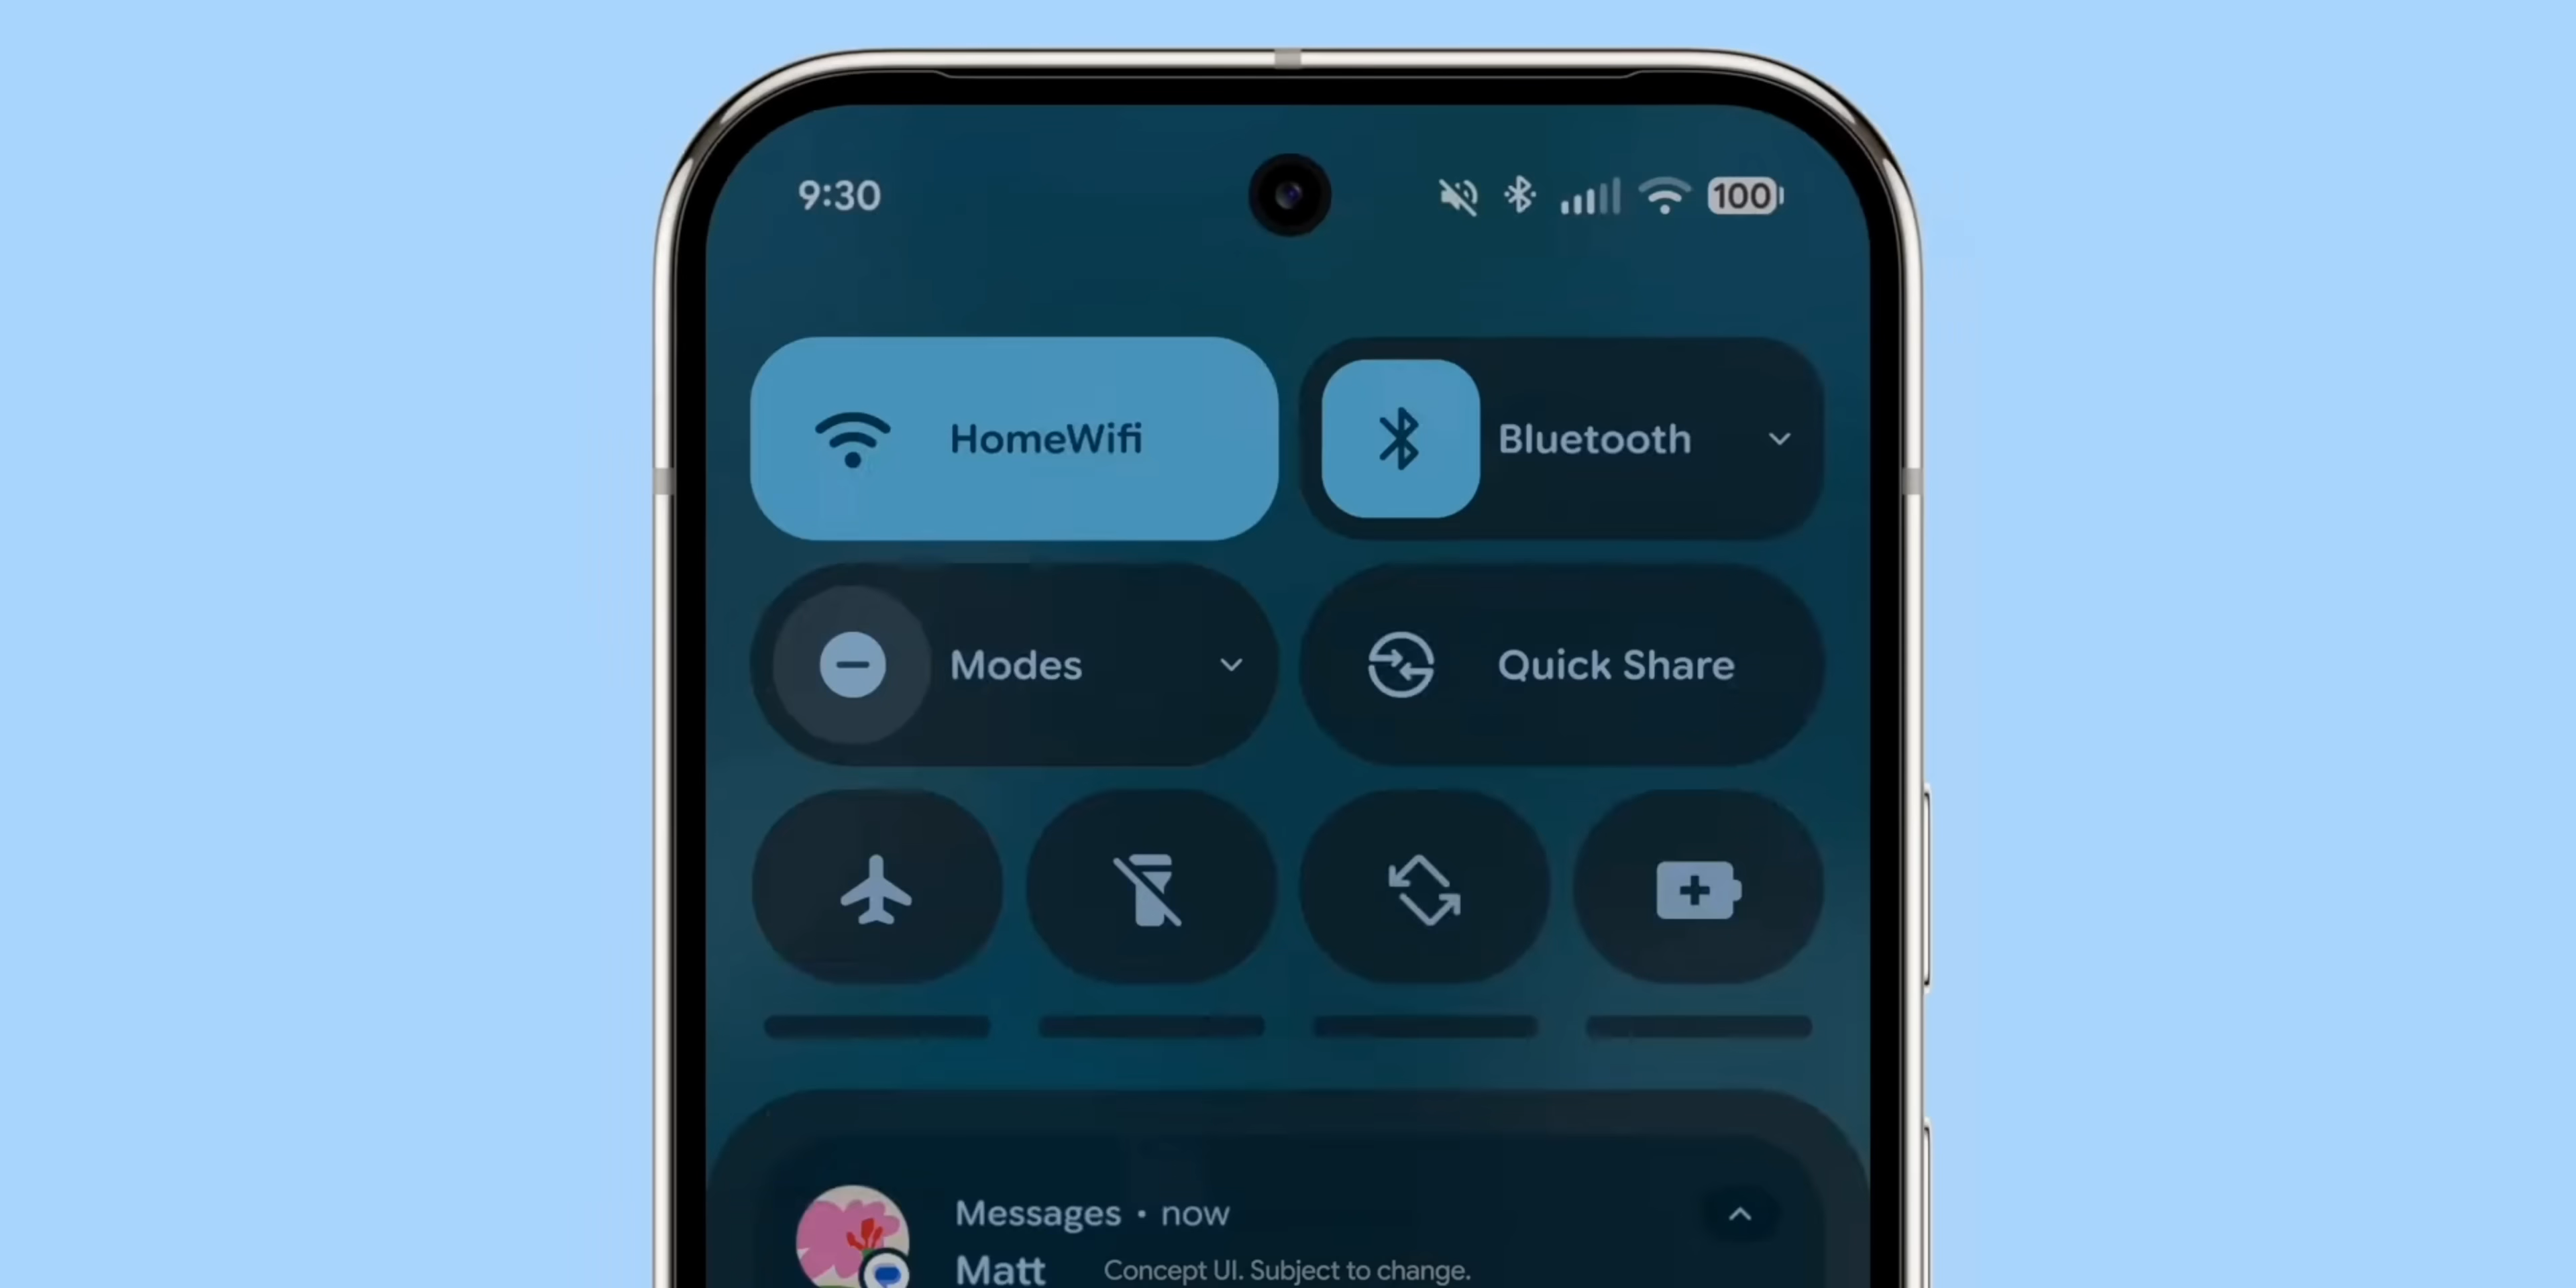 9:30
100
HomeWifi
Bluetooth
Modes
Quick Share
Messages • now
Matt
Concept UI. Subject to change.